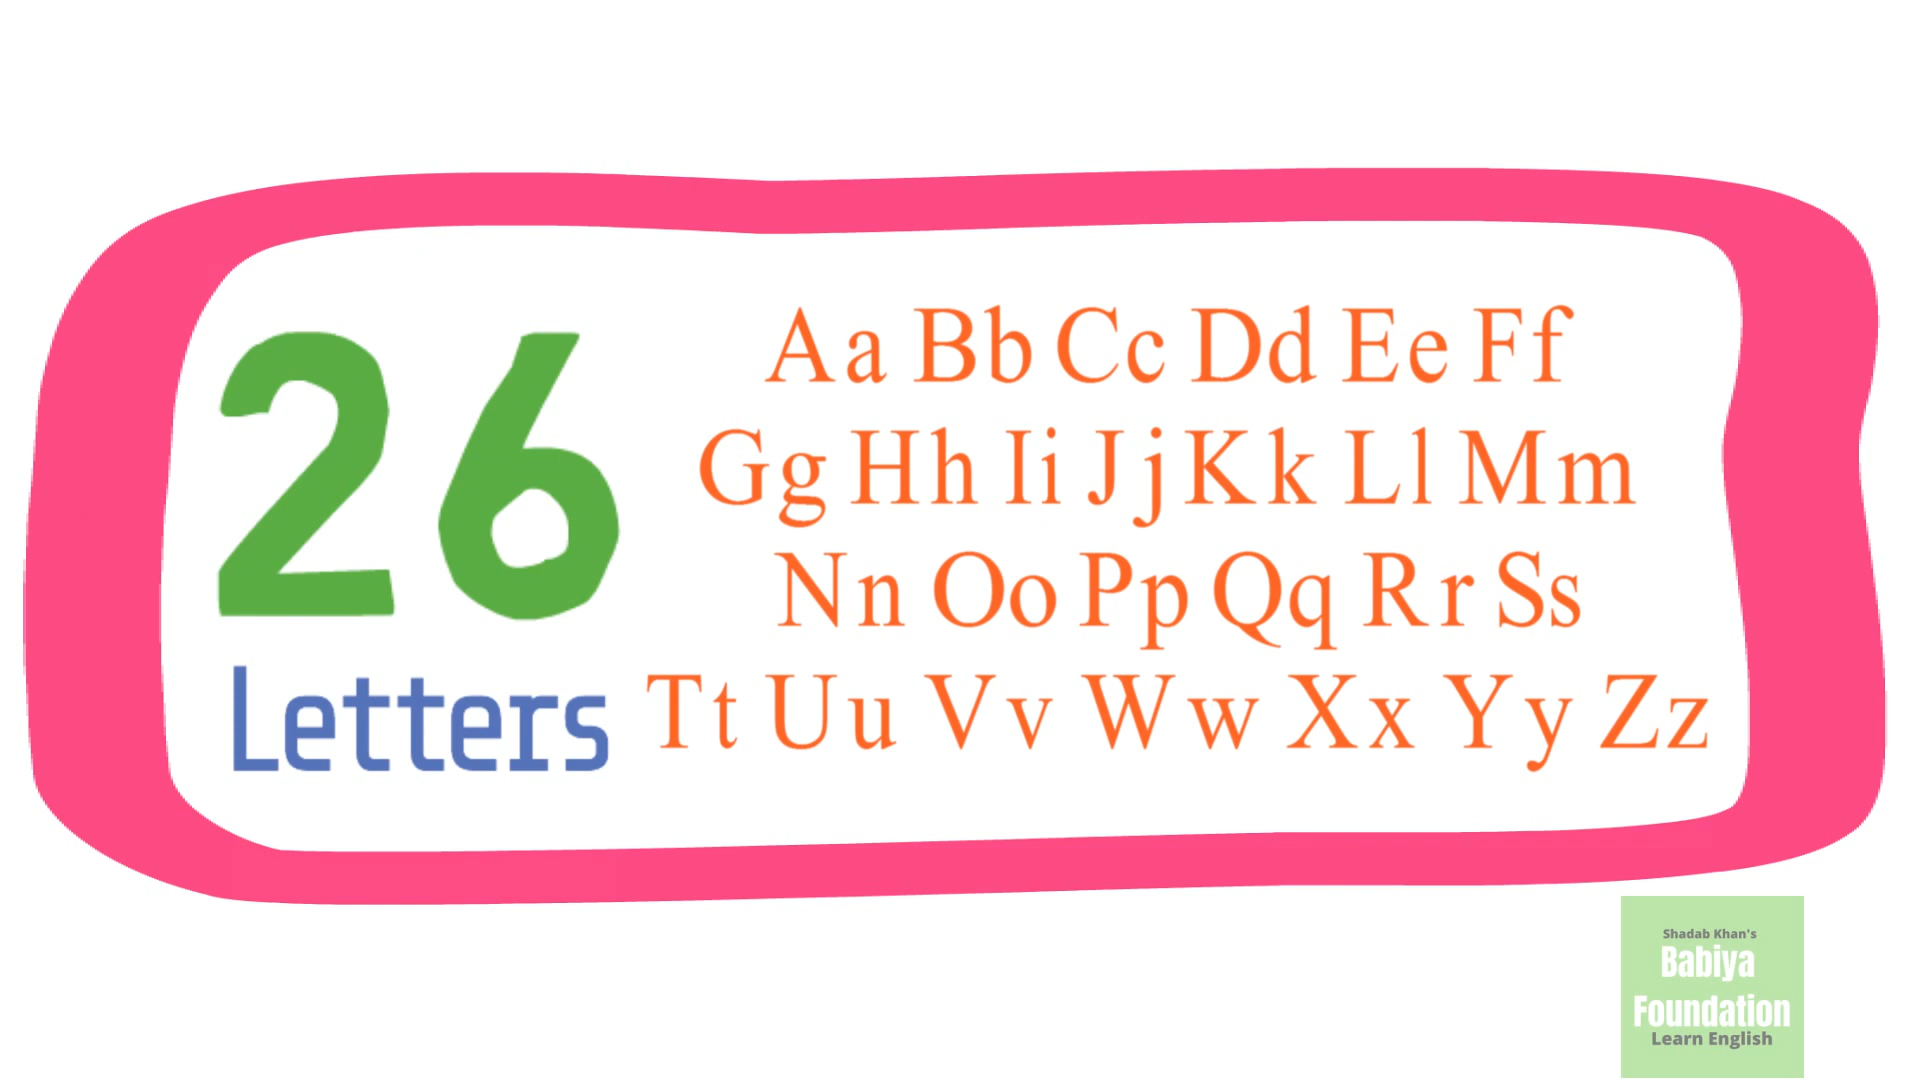 26
Letters
Aa Bb Cc Dd Ee Ff
Gg Hh Ii Jj Kk Ll Mm
Nn Oo Pp Qq Rr Ss
Tt Uu Vv Ww Xx Yy Zz
Shadab Khan's
Babiya
Foundation
Learn English